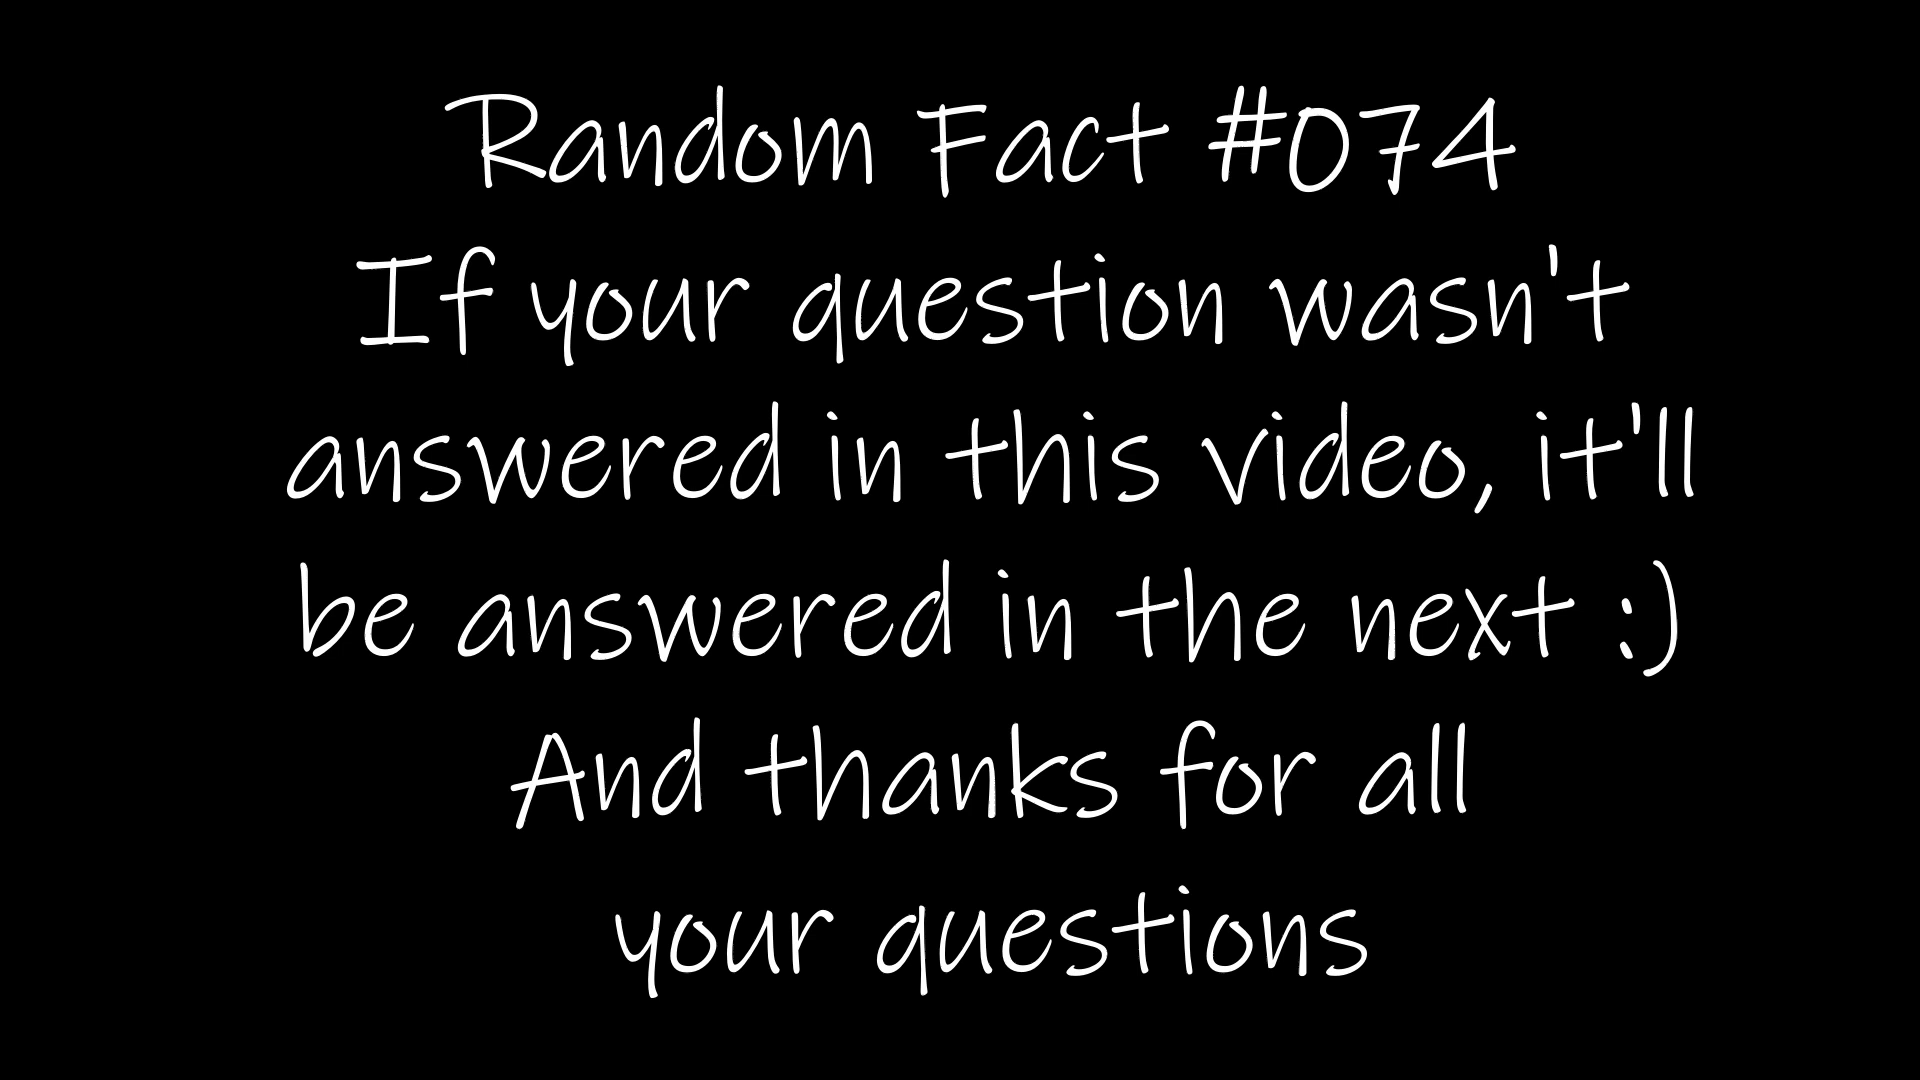 Random Fact #074
If your question wasn't
answered in this video, it'll
be answered in the next :)
And thanks for all
your questions